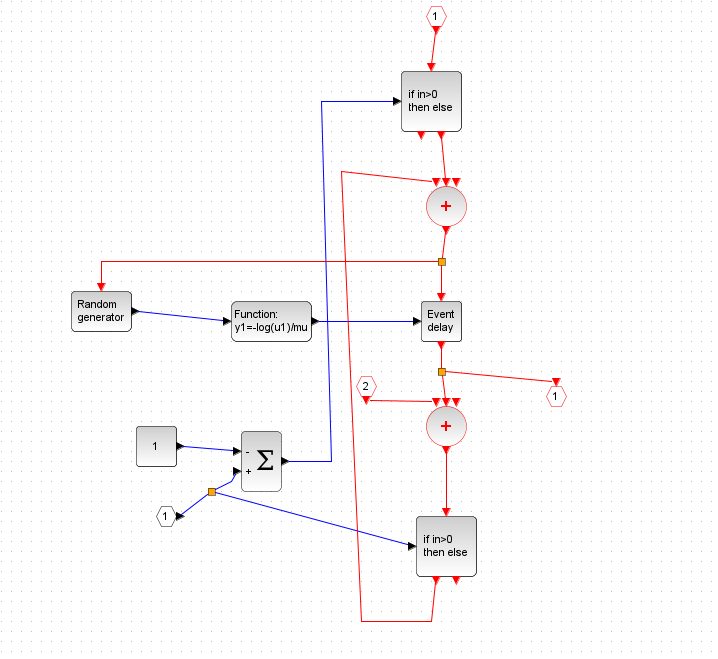 1
if in>0
then else
+
Random
generator
Function:
y1=-log(u1)/mu
Event
delay
2
1
+
1
-
+
Σ
1
if in>0
then else